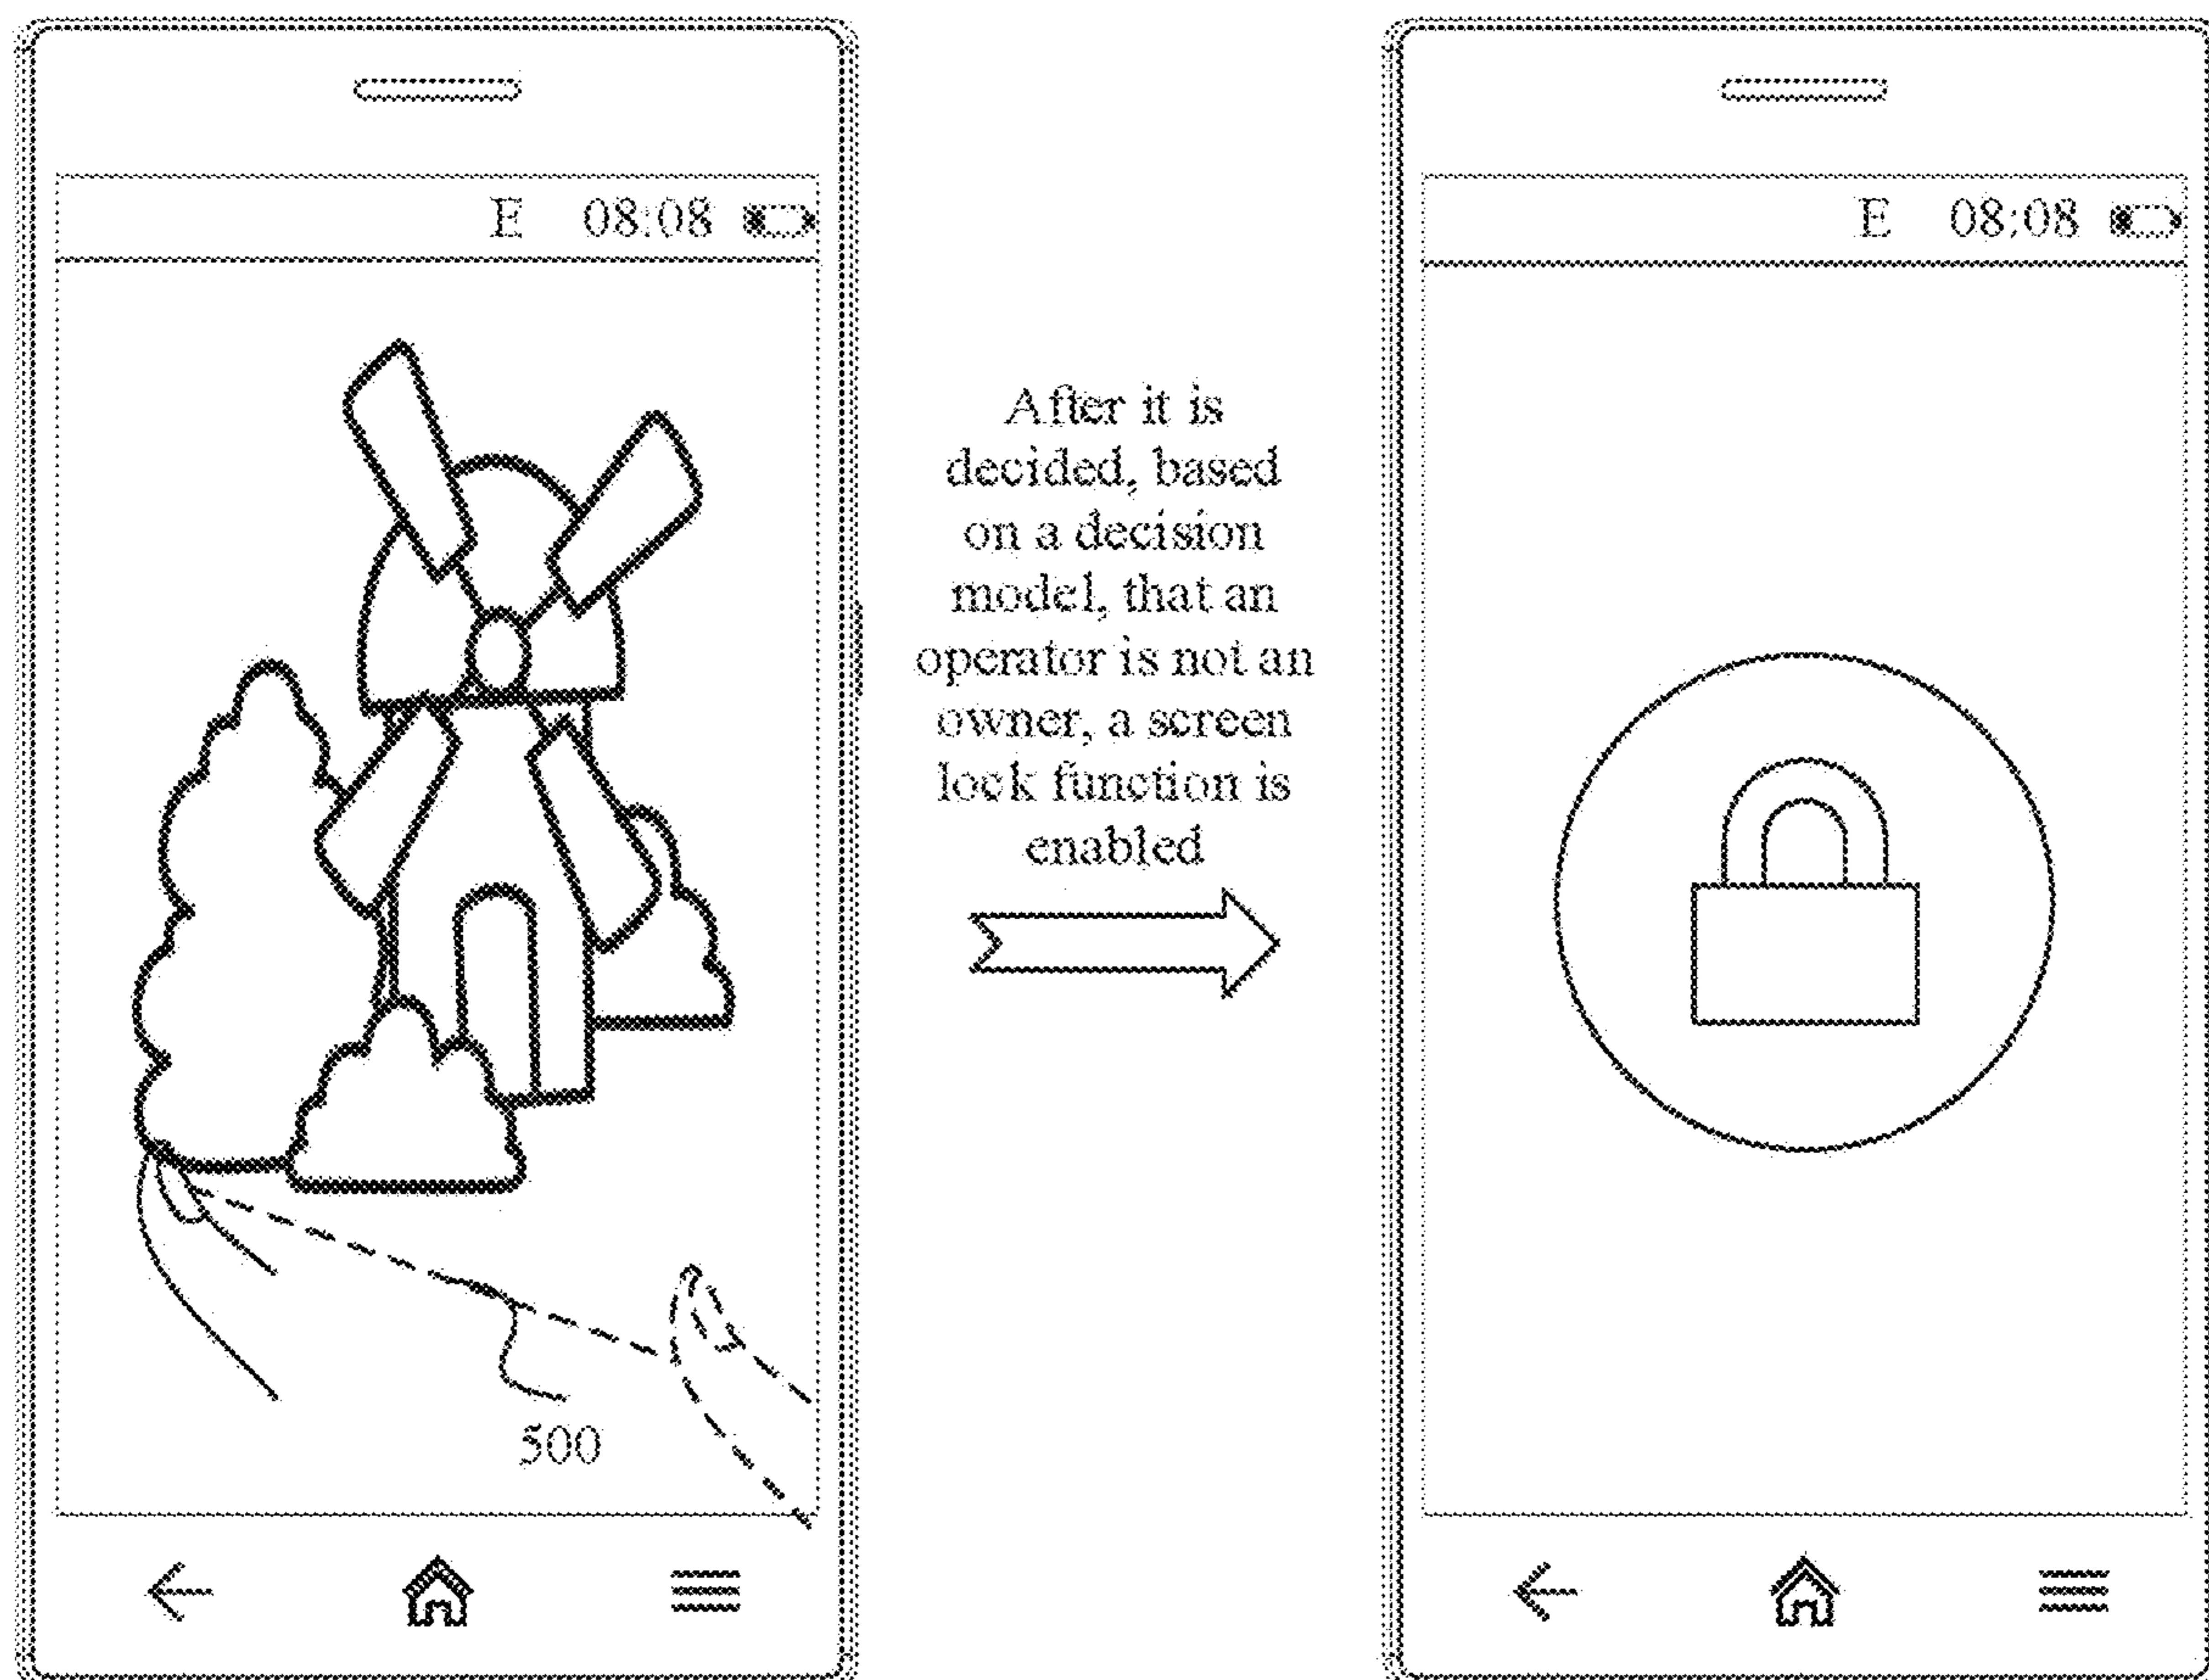 E 08:08
500
After it is
decided, based
on a decision
model, that an
operator is not an
owner, a screen
lock function is
enabled
E 08:08